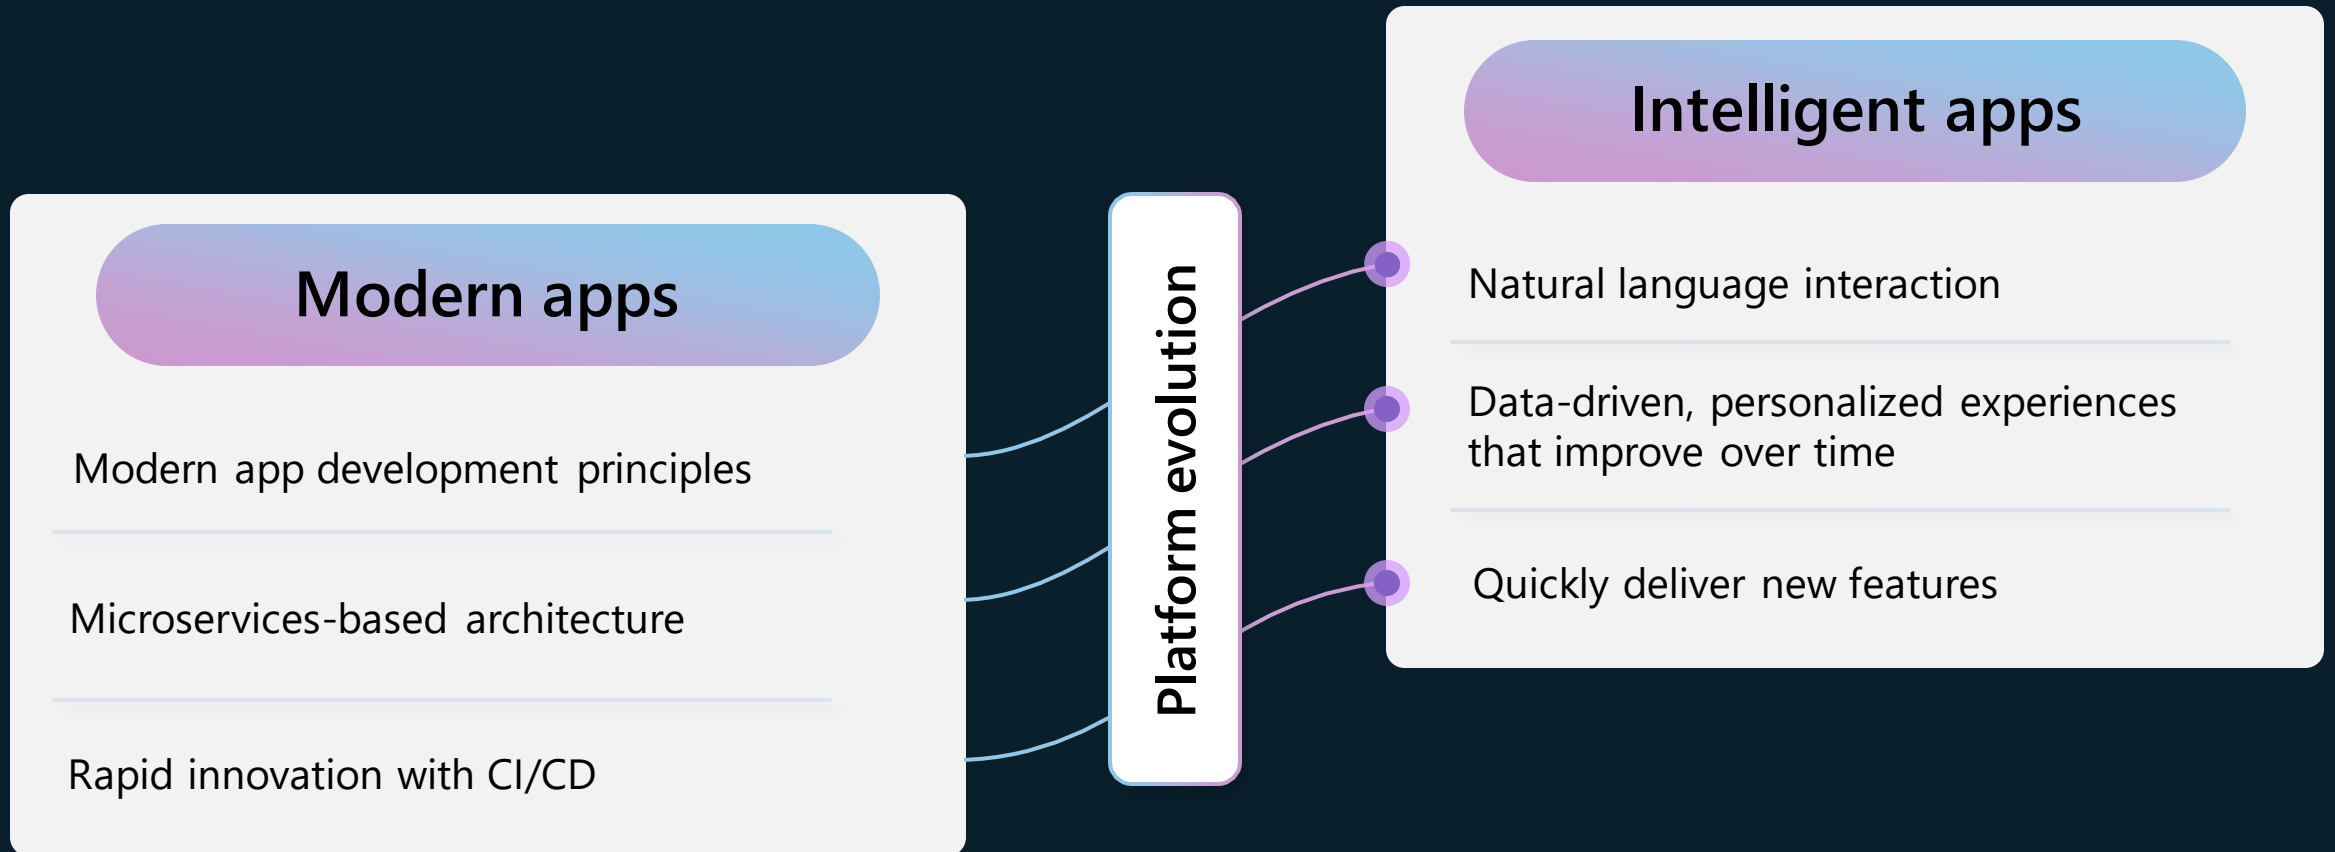 Modern apps
Modern app development principles
Microservices-based architecture
Rapid innovation with CI/CD
Platform evolution
Intelligent apps
Natural language interaction
Data-driven, personalized experiences
that improve over time
Quickly deliver new features